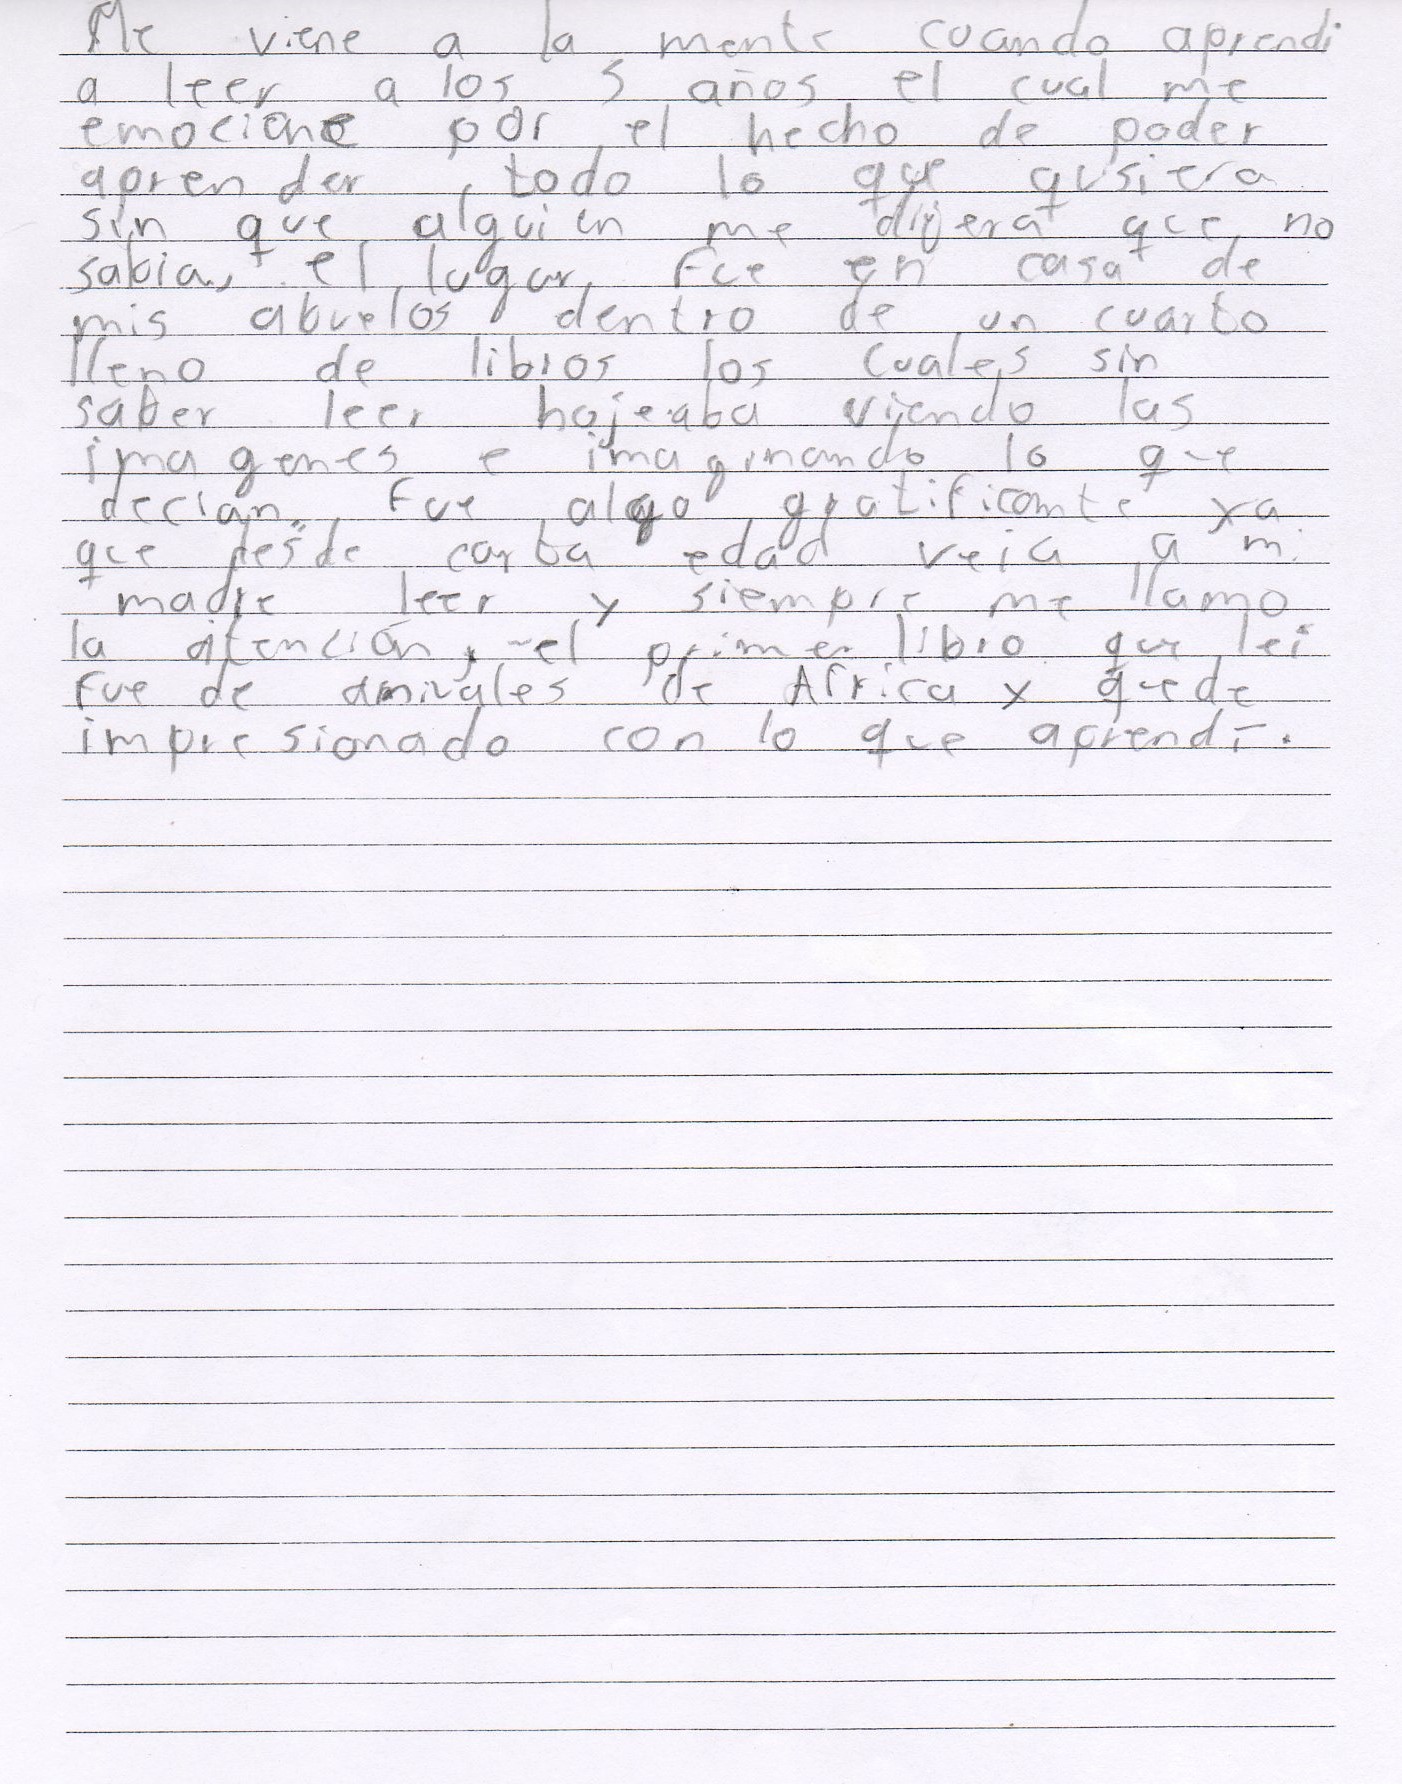 Me viene a la mente cuando aprendi
a leer a los 5 años el cual me
emocione por el hecho de poder
aprender todo lo que qusiera
sin que alguien me dijera que no
sabia, el lugar fue en casa de
mis abuelos dentro de un cuarto
lleno de libros los cuales sin
saber leer hojeaba viendo las
imagenes e imaginando lo que
decian. Fue algo gratificante ya
que desde corta edad veia a mi
madre leer y siempre me llamo
la atención, el primer libro que lei
fue de animales de Africa y quede
impresionado con lo que aprendí.